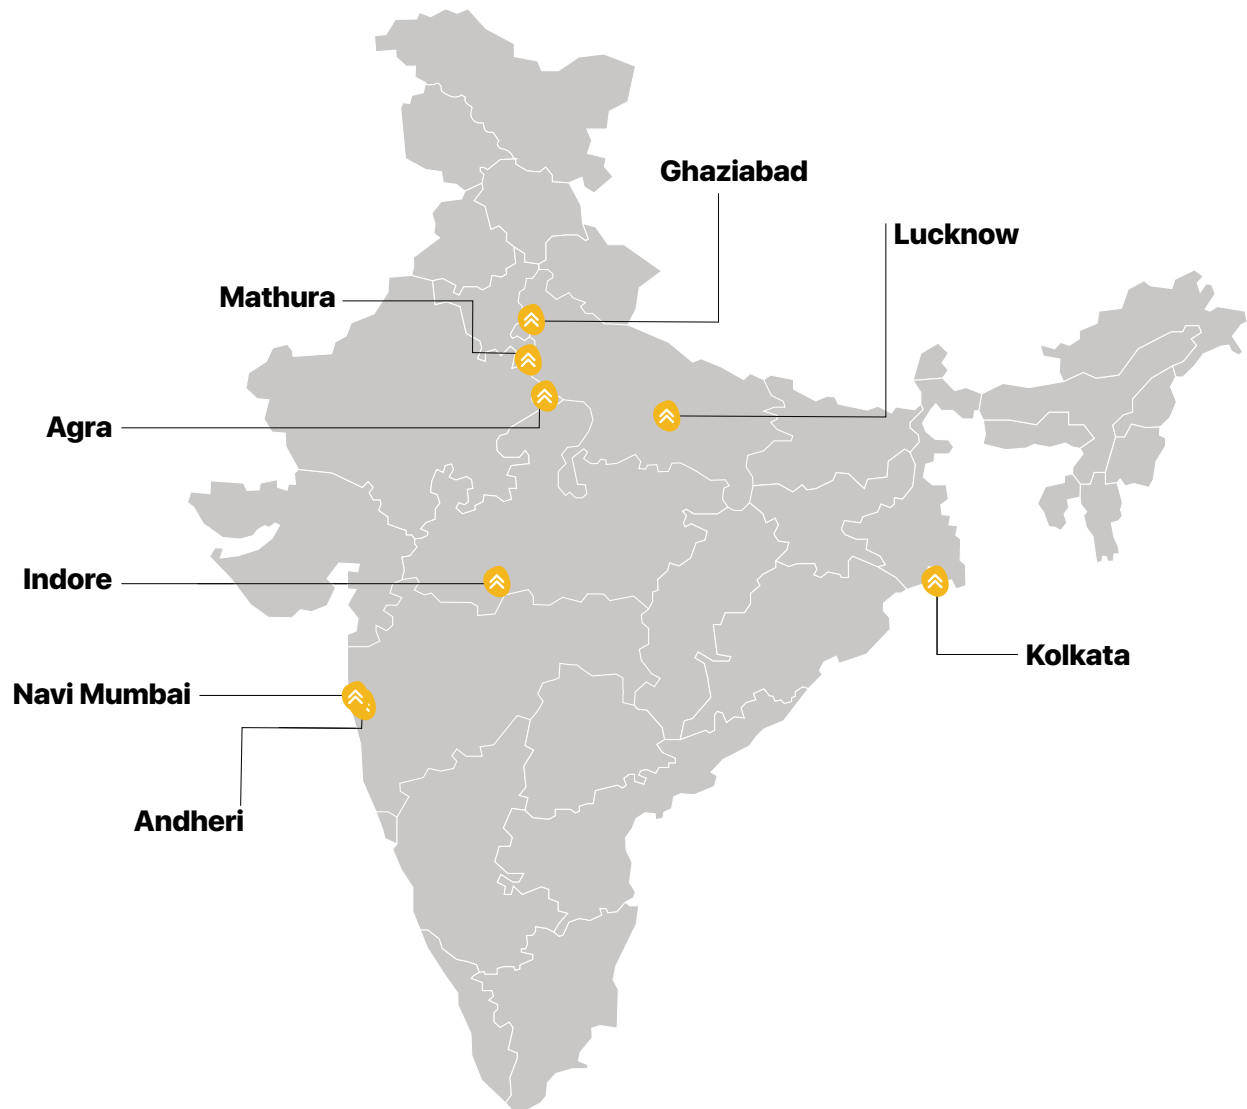 Ghaziabad
Lucknow
Mathura
Agra
Indore
Kolkata
Navi Mumbai
Andheri